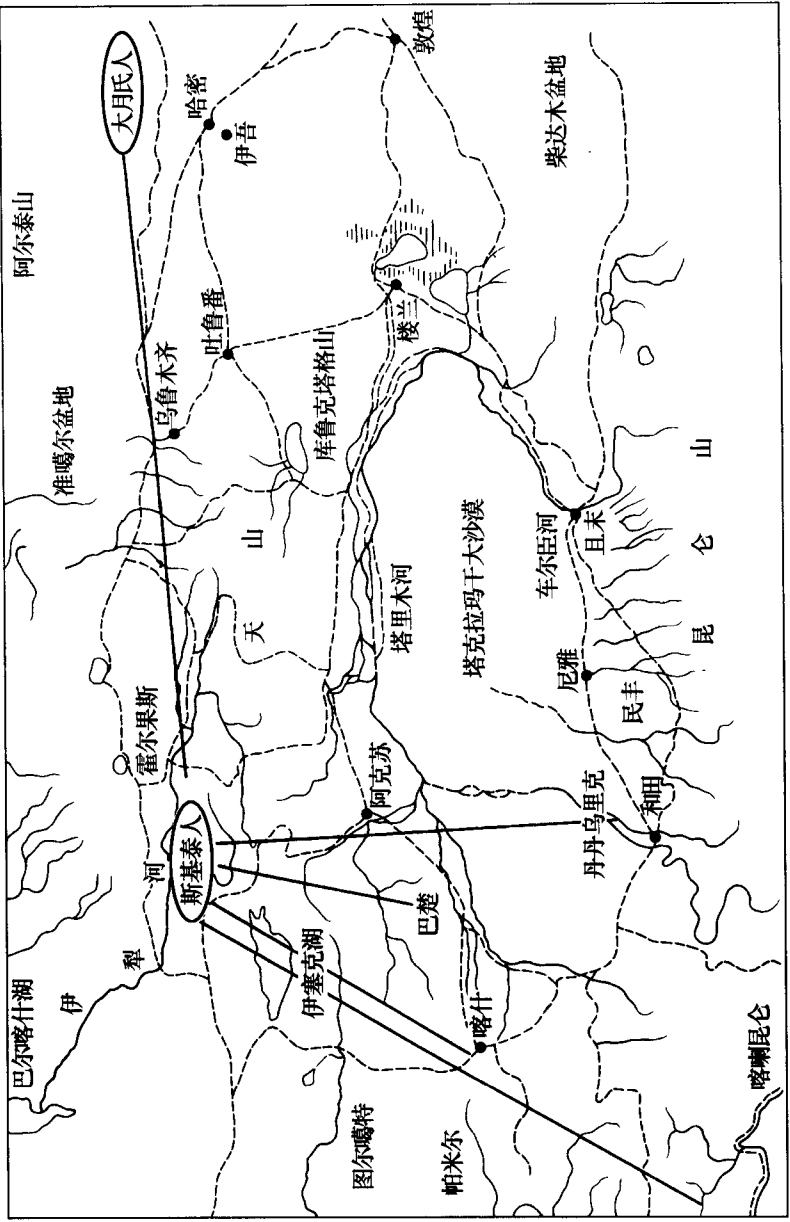 巴尔喀什湖
阿尔泰山
伊犁河
准噶尔盆地
大月氏人
霍尔果斯
乌鲁木齐
斯基泰人
哈密
吐鲁番
伊吾
天山
伊塞克湖
库鲁克塔格山
图尔噶特
阿克苏
塔里木河
楼兰
敦煌
巴楚
帕米尔
喀什
塔克拉玛干大沙漠
车尔臣河
柴达木盆地
丹丹乌里克
尼雅
且末
和田
民丰
昆仑山
喀喇昆仑